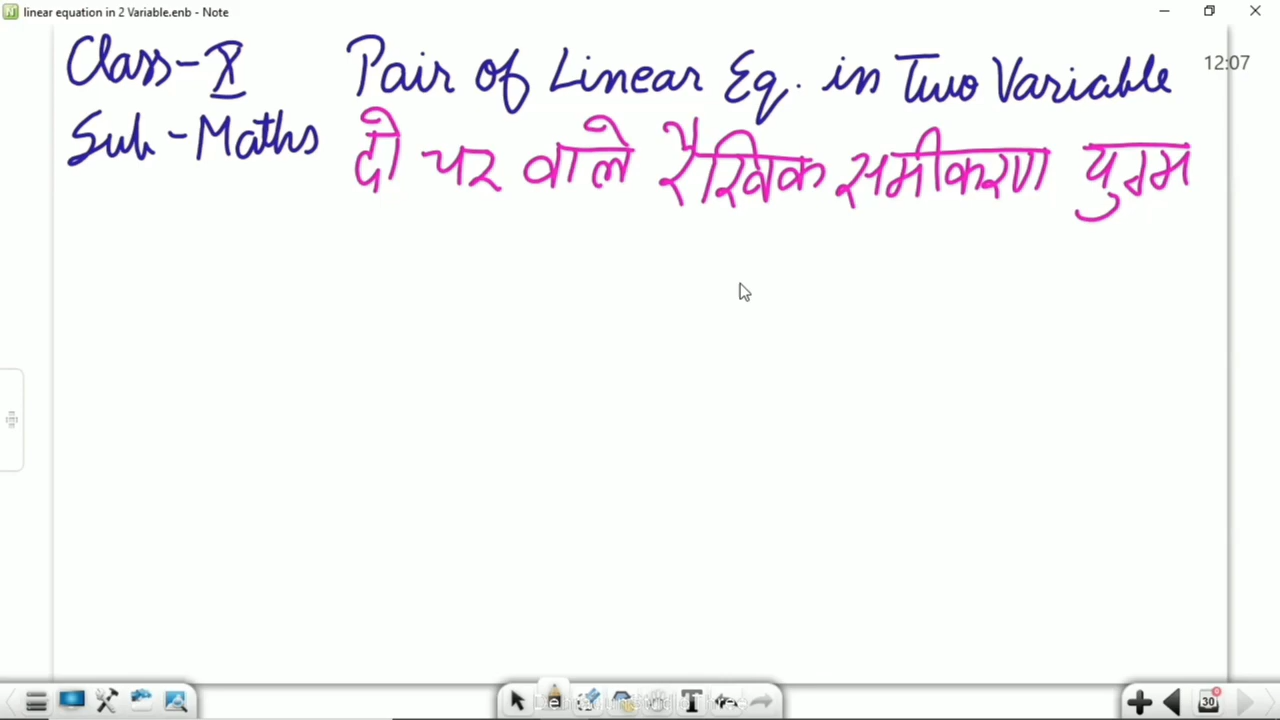 linear equation in 2 Variable.enb - Note
Class-X Pair of Linear Eq. in Two Variable
12:07
Sub-Maths दो चर वाले रैखिक समीकरण युग्म
30